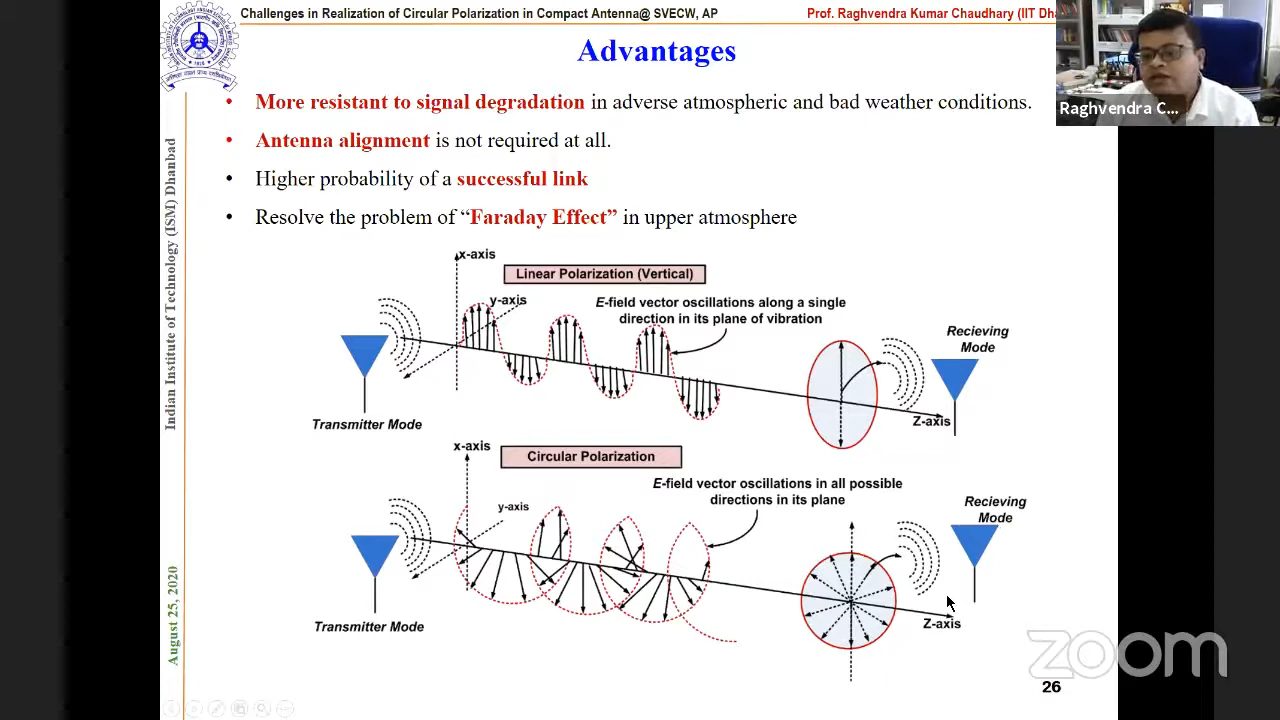 Challenges in Realization of Circular Polarization in Compact Antenna@ SVECW, AP
Prof. Raghvendra Kumar Chaudhary (IIT Dha
Raghvendra C...
Indian Institute of Technology (ISM) Dhanbad
August 25, 2020
Advantages
• More resistant to signal degradation in adverse atmospheric and bad weather conditions.
• Antenna alignment is not required at all.
• Higher probability of a successful link
• Resolve the problem of “Faraday Effect” in upper atmosphere
x-axis
Linear Polarization (Vertical)
y-axis
E-field vector oscillations along a single
direction in its plane of vibration
Recieving
Mode
Transmitter Mode
Z-axis
x-axis
Circular Polarization
E-field vector oscillations in all possible
directions in its plane
y-axis
Recieving
Mode
Transmitter Mode
Z-axis
zoom
26